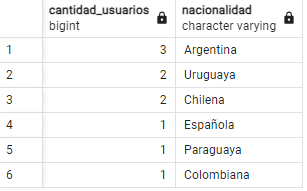 cantidad_usuarios nacionalidad
bigint character varying
1 3 Argentina
2 2 Uruguaya
3 2 Chilena
4 1 Española
5 1 Paraguaya
6 1 Colombiana